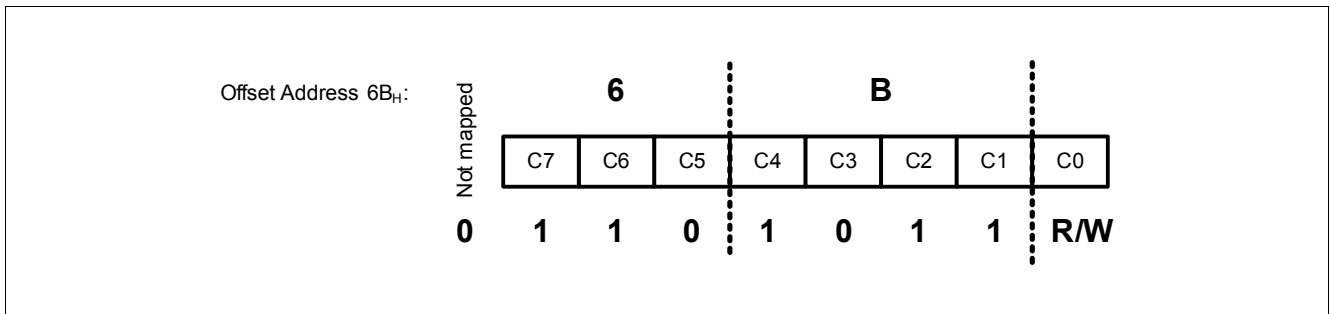 Offset Address 6BH:
Not mapped
6 B
C7 C6 C5 C4 C3 C2 C1 C0
0 1 1 0 1 0 1 1 R/W